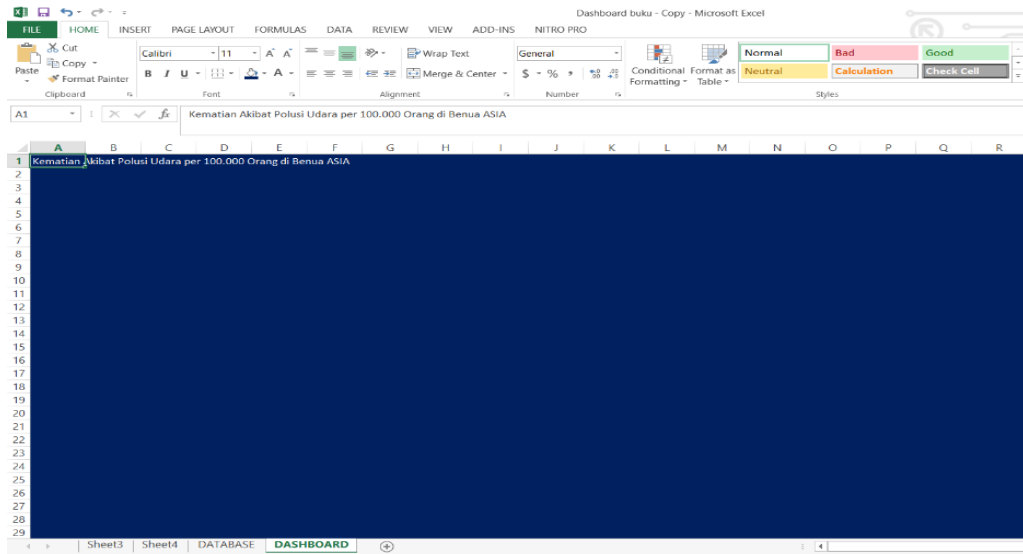 Dashboard buku - Copy - Microsoft Excel
FILE HOME INSERT PAGE LAYOUT FORMULAS DATA REVIEW VIEW ADD-INS NITRO PRO
Paste
Cut
Copy
Format Painter
Clipboard
Calibri 11
B I U
Font
Wrap Text
Merge & Center
Alignment
General
$ % ,
Number
Conditional Formatting
Format as Table
Normal Bad Good
Neutral Calculation Check Cell
Styles
A1 fx Kematian Akibat Polusi Udara per 100.000 Orang di Benua ASIA
A B C D E F G H I J K L M N O P Q R
1 Kematian Akibat Polusi Udara per 100.000 Orang di Benua ASIA
2
3
4
5
6
7
8
9
10
11
12
13
14
15
16
17
18
19
20
21
22
23
24
25
26
27
28
29
Sheet3 Sheet4 DATABASE DASHBOARD